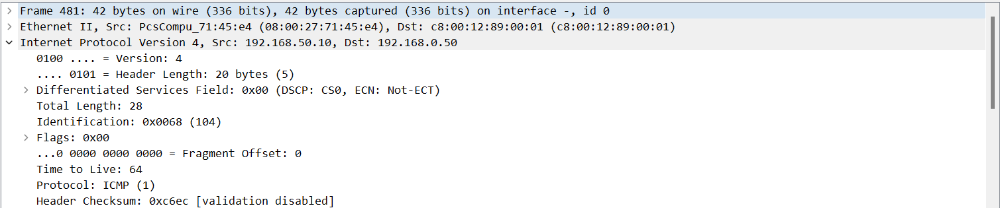 Frame 481: 42 bytes on wire (336 bits), 42 bytes captured (336 bits) on interface -, id 0
Ethernet II, Src: PcsCompu_71:45:e4 (08:00:27:71:45:e4), Dst: c8:00:12:89:00:01 (c8:00:12:89:00:01)
Internet Protocol Version 4, Src: 192.168.50.10, Dst: 192.168.0.50
0100 .... = Version: 4
.... 0101 = Header Length: 20 bytes (5)
Differentiated Services Field: 0x00 (DSCP: CS0, ECN: Not-ECT)
Total Length: 28
Identification: 0x0068 (104)
Flags: 0x00
...0 0000 0000 0000 = Fragment Offset: 0
Time to Live: 64
Protocol: ICMP (1)
Header Checksum: 0xc6ec [validation disabled]